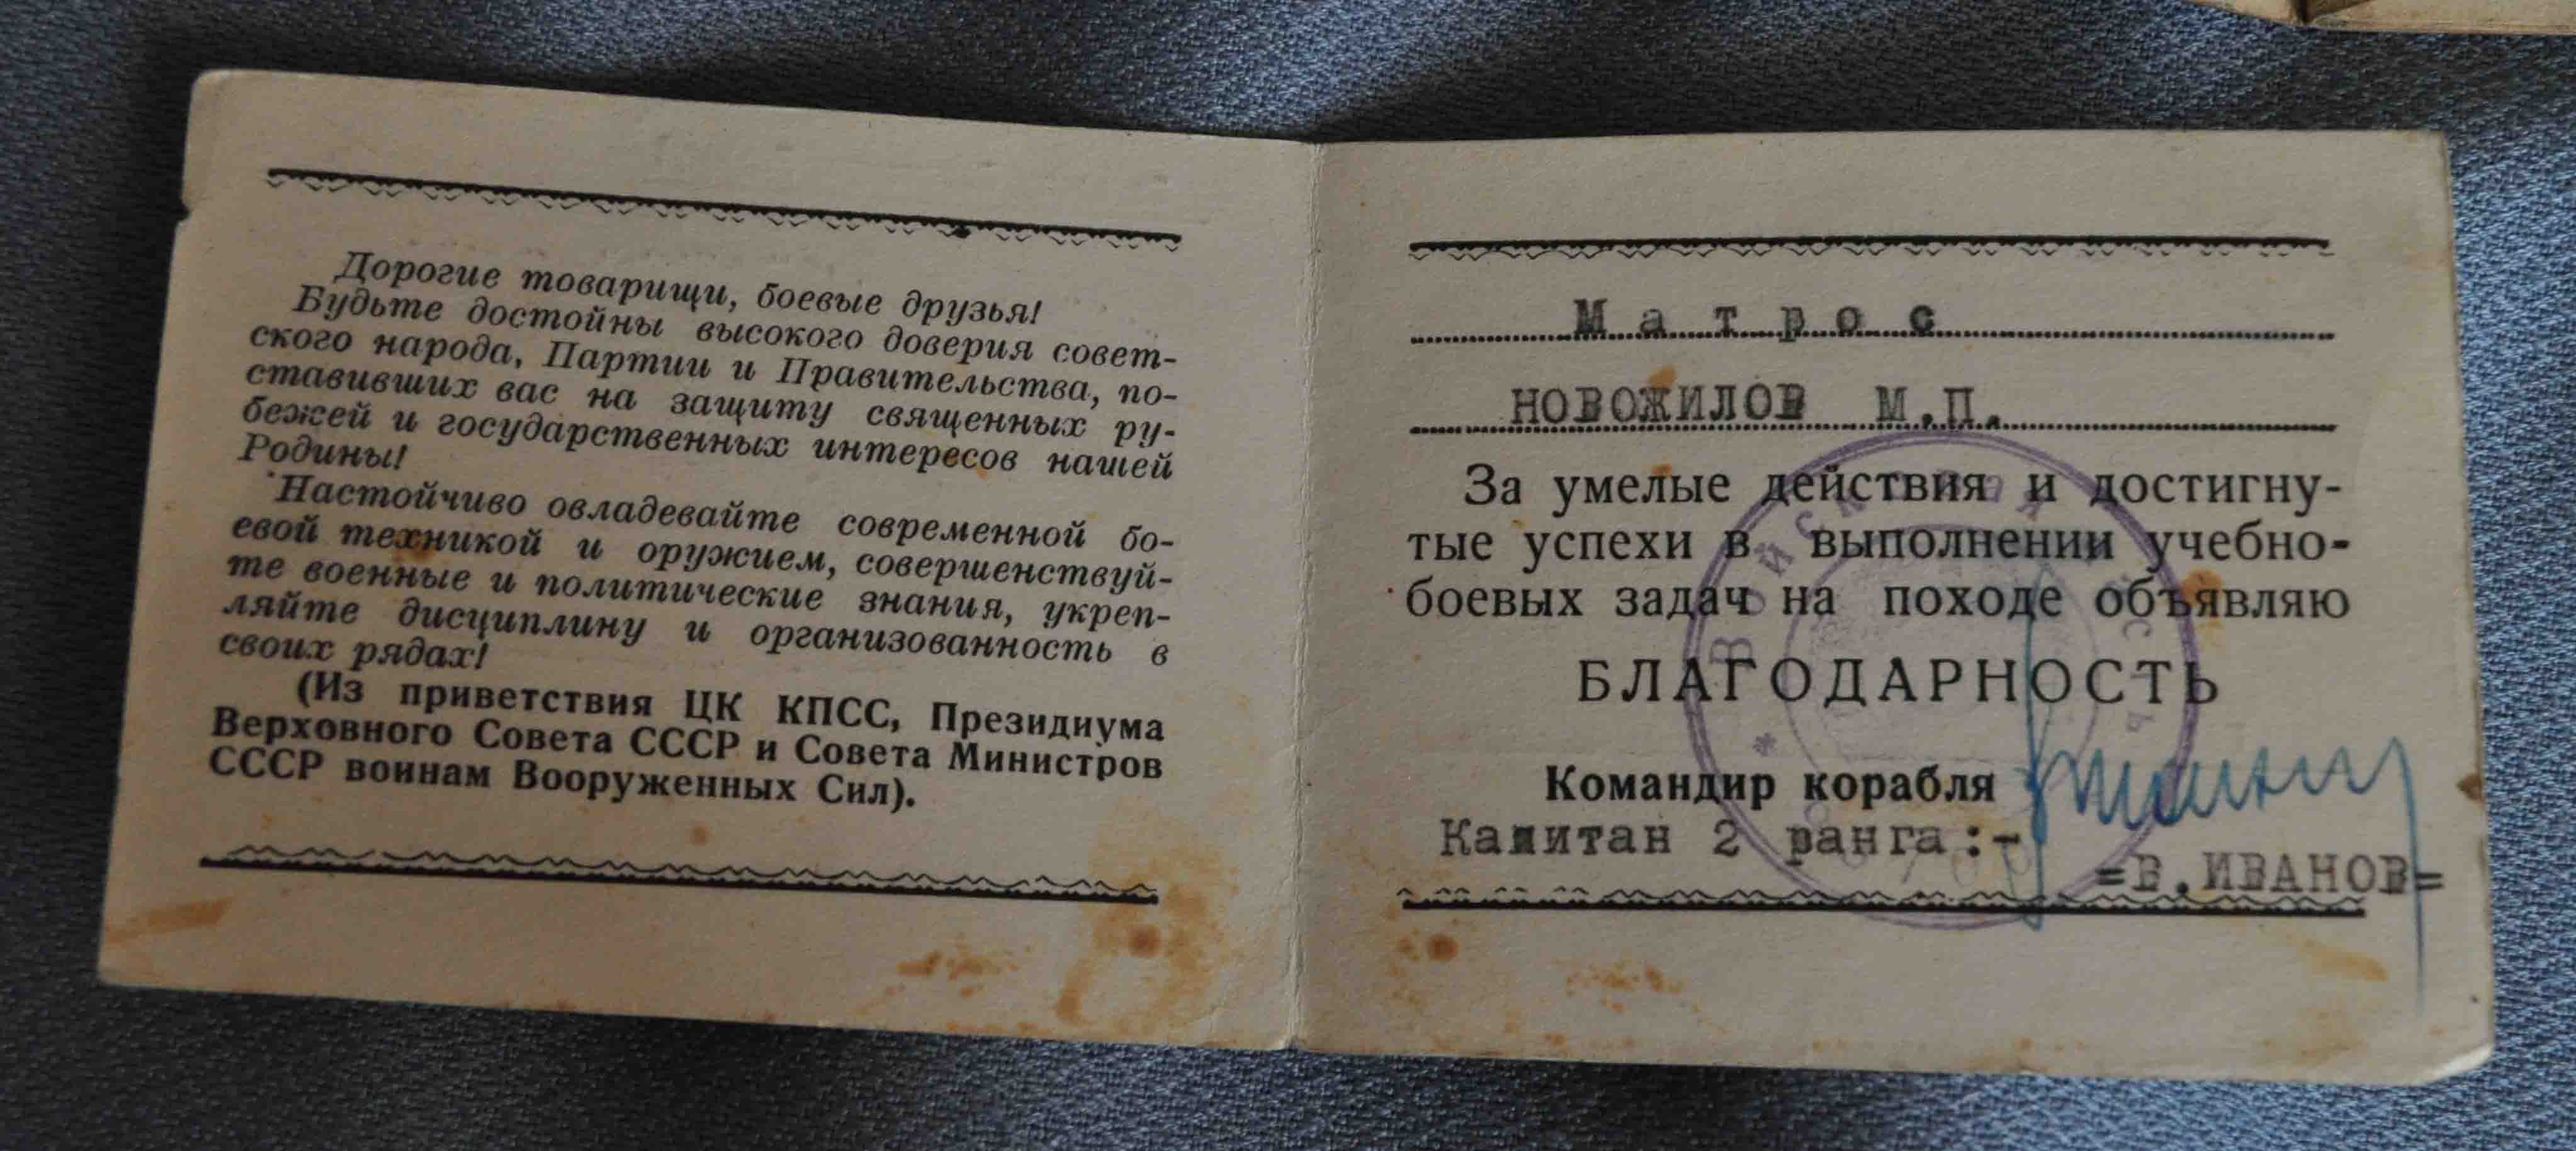 Дорогие товарищи, боевые друзья!
Будьте достойны высокого доверия совет-
ского народа, Партии и Правительства, по-
ставивших вас на защиту священных ру-
бежей и государственных интересов нашей
Родины!
Настойчиво овладевайте современной бо-
евой техникой и оружием, совершенствуй-
те военные и политические знания, укреп-
ляйте дисциплину и организованность в
своих рядах!
(Из приветствия ЦК КПСС, Президиума
Верховного Совета СССР и Совета Министров
СССР воинам Вооруженных Сил).
Матрос
НОВОЖИЛОВ М.П.
За умелые действия и достигну-
тые успехи в выполнении учебно-
боевых задач на походе объявляю
БЛАГОДАРНОСТЬ
Командир корабля
Капитан 2 ранга:-
=В.ИВАНОВ=